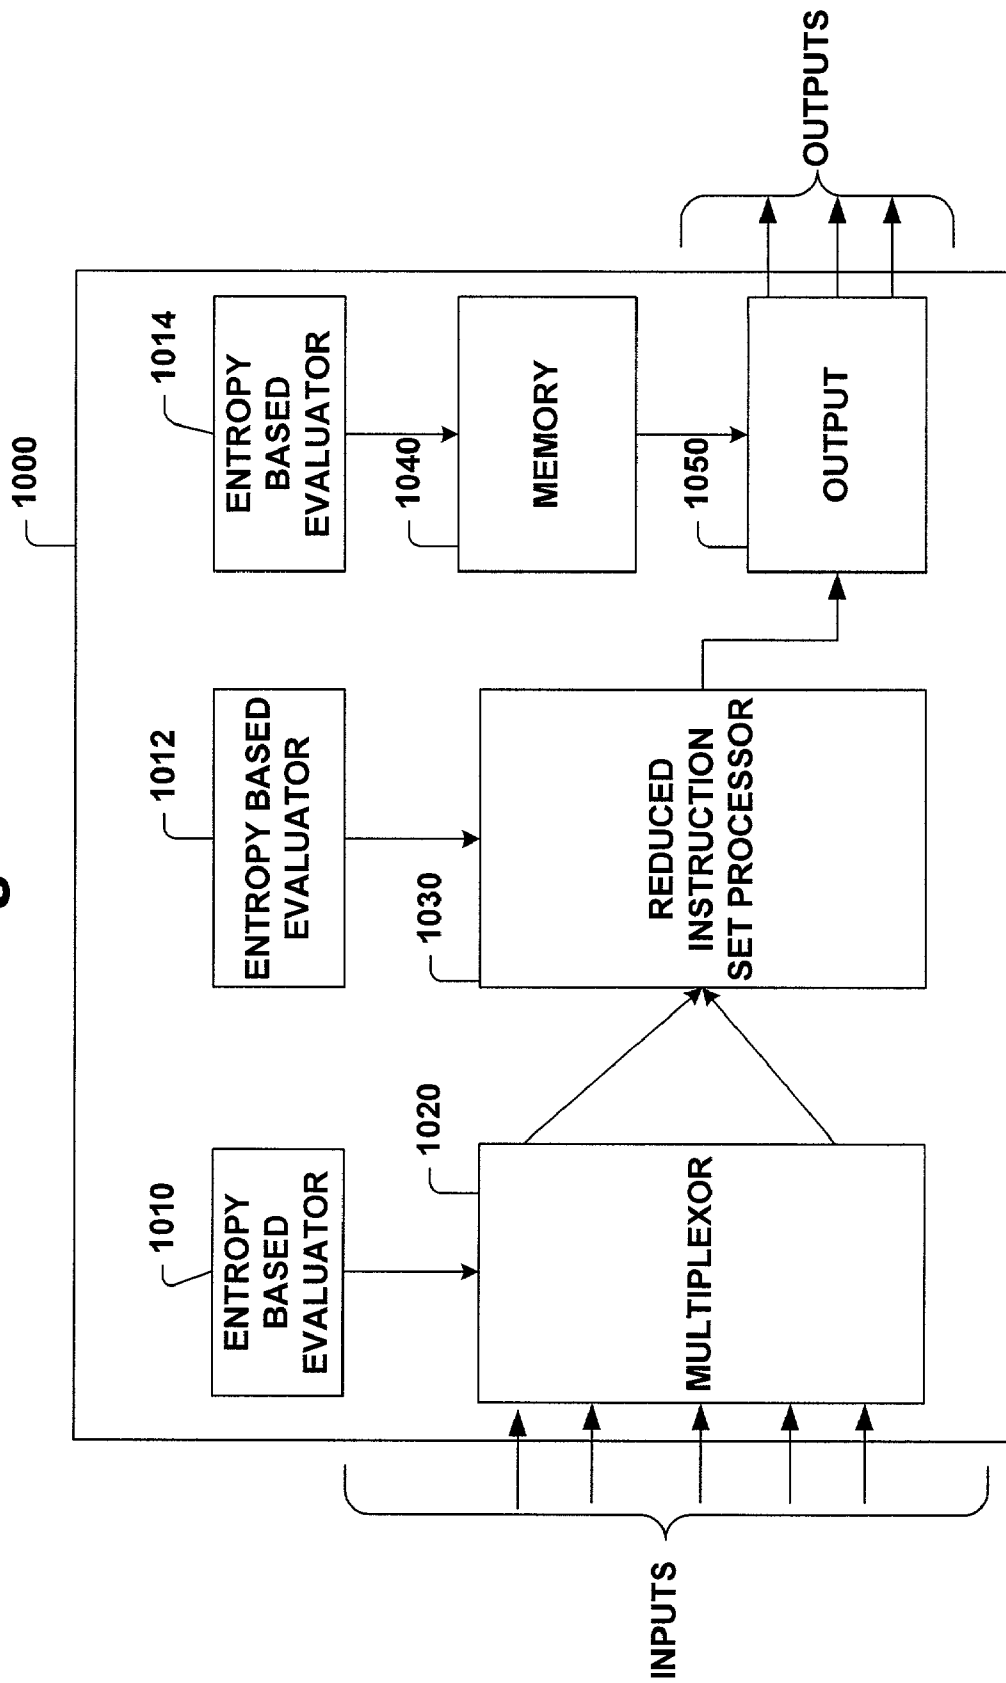 1000
1010
ENTROPY
BASED
EVALUATOR
1012
ENTROPY BASED
EVALUATOR
1014
ENTROPY
BASED
EVALUATOR
1020
MULTIPLEXOR
1030
REDUCED
INSTRUCTION
SET PROCESSOR
1040
MEMORY
1050
OUTPUT
INPUTS
OUTPUTS